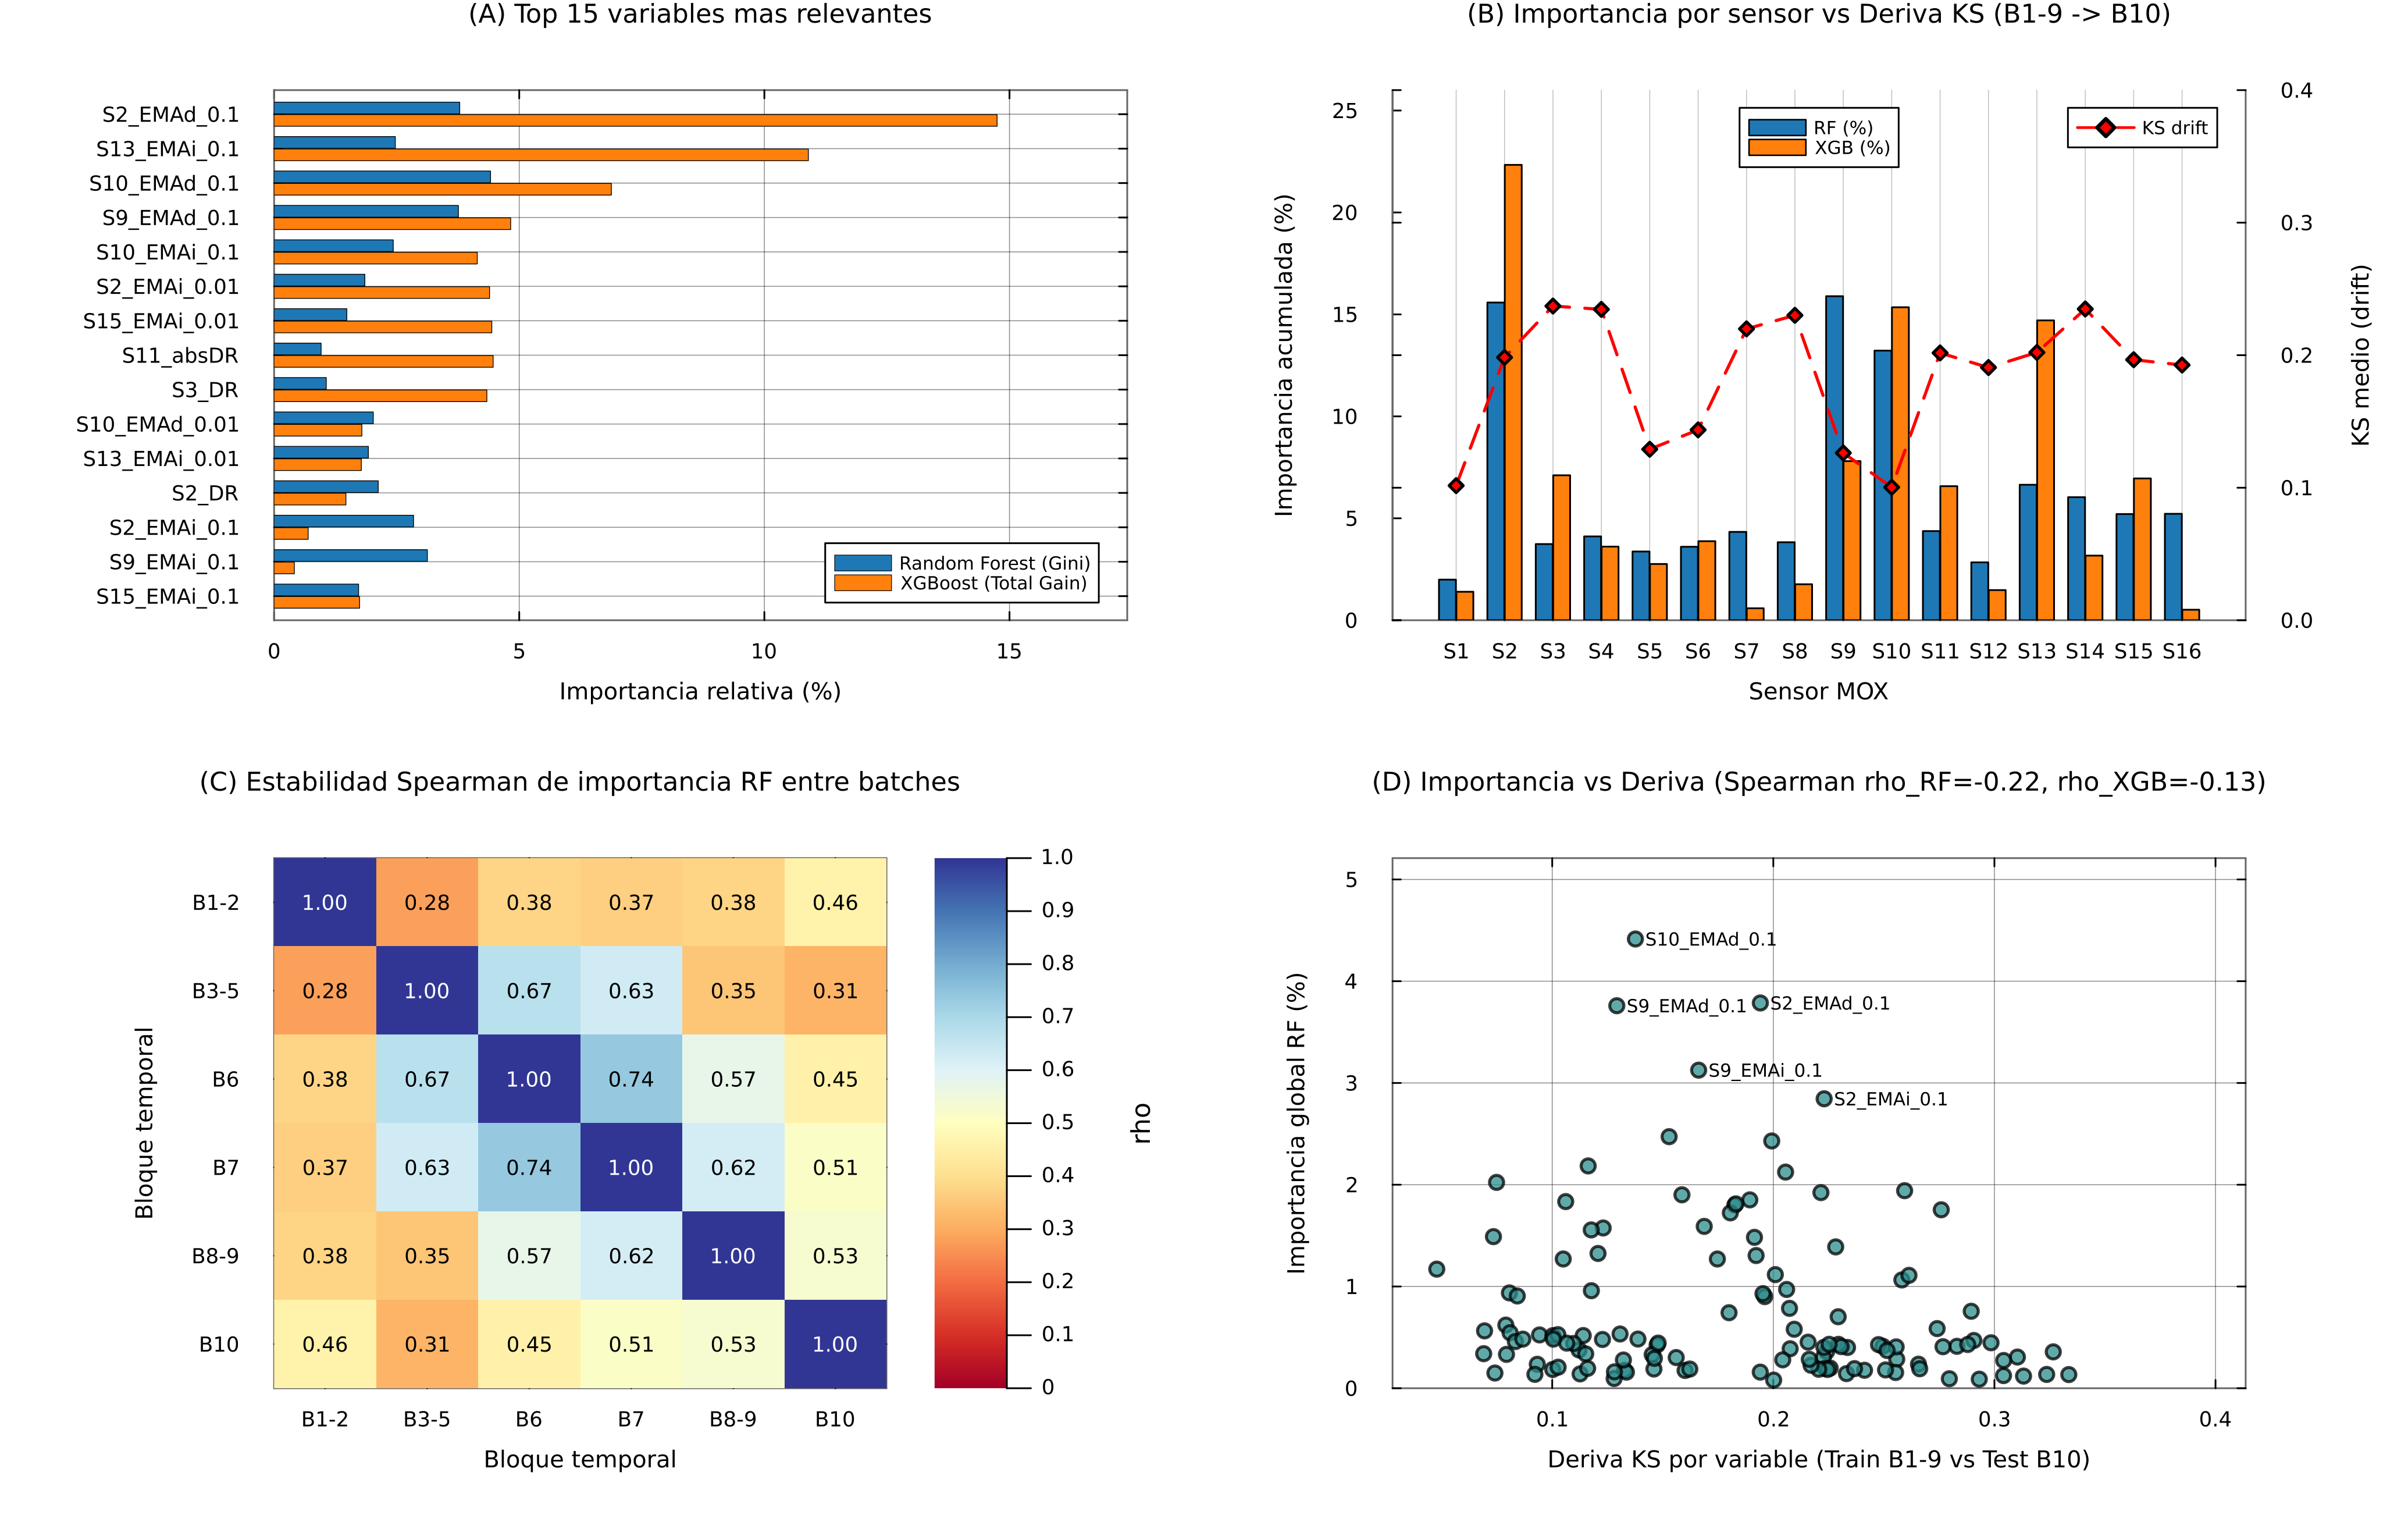 (A) Top 15 variables mas relevantes
S2_EMAd_0.1
S13_EMAi_0.1
S10_EMAd_0.1
S9_EMAd_0.1
S10_EMAi_0.1
S2_EMAi_0.01
S15_EMAi_0.01
S11_absDR
S3_DR
S10_EMAd_0.01
S13_EMAi_0.01
S2_DR
S2_EMAi_0.1
S9_EMAi_0.1
S15_EMAi_0.1
Random Forest (Gini)
XGBoost (Total Gain)
0 5 10 15
Importancia relativa (%)
(B) Importancia por sensor vs Deriva KS (B1-9 -> B10)
Importancia acumulada (%)
25
20
15
10
5
0
RF (%)
XGB (%)
KS drift
0.4
0.3
0.2
0.1
0.0
KS medio (drift)
S1 S2 S3 S4 S5 S6 S7 S8 S9 S10 S11 S12 S13 S14 S15 S16
Sensor MOX
(C) Estabilidad Spearman de importancia RF entre batches
Bloque temporal
B1-2 1.00 0.28 0.38 0.37 0.38 0.46
B3-5 0.28 1.00 0.67 0.63 0.35 0.31
B6 0.38 0.67 1.00 0.74 0.57 0.45
B7 0.37 0.63 0.74 1.00 0.62 0.51
B8-9 0.38 0.35 0.57 0.62 1.00 0.53
B10 0.46 0.31 0.45 0.51 0.53 1.00
B1-2 B3-5 B6 B7 B8-9 B10
Bloque temporal
1.0
0.9
0.8
0.7
0.6
0.5
0.4
0.3
0.2
0.1
0
rho
(D) Importancia vs Deriva (Spearman rho_RF=-0.22, rho_XGB=-0.13)
Importancia global RF (%)
5
4
3
2
1
0
S10_EMAd_0.1
S9_EMAd_0.1
S2_EMAd_0.1
S9_EMAi_0.1
S2_EMAi_0.1
0.1 0.2 0.3 0.4
Deriva KS por variable (Train B1-9 vs Test B10)